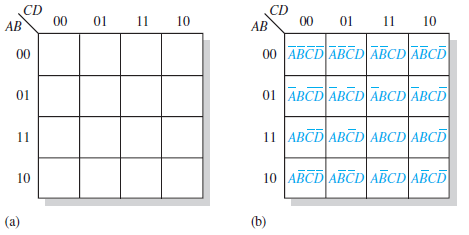 CD CD
AB 00 01 11 10 AB 00 01 11 10
00 00 A̅B̅C̅D̅ A̅B̅C̅D A̅B̅CD A̅B̅CD̅
01 01 A̅BC̅D̅ A̅BC̅D A̅BCD A̅BCD̅
11 11 ABC̅D̅ ABC̅D ABCD ABCD̅
10 10 AB̅C̅D̅ AB̅C̅D AB̅CD AB̅CD̅
(a) (b)